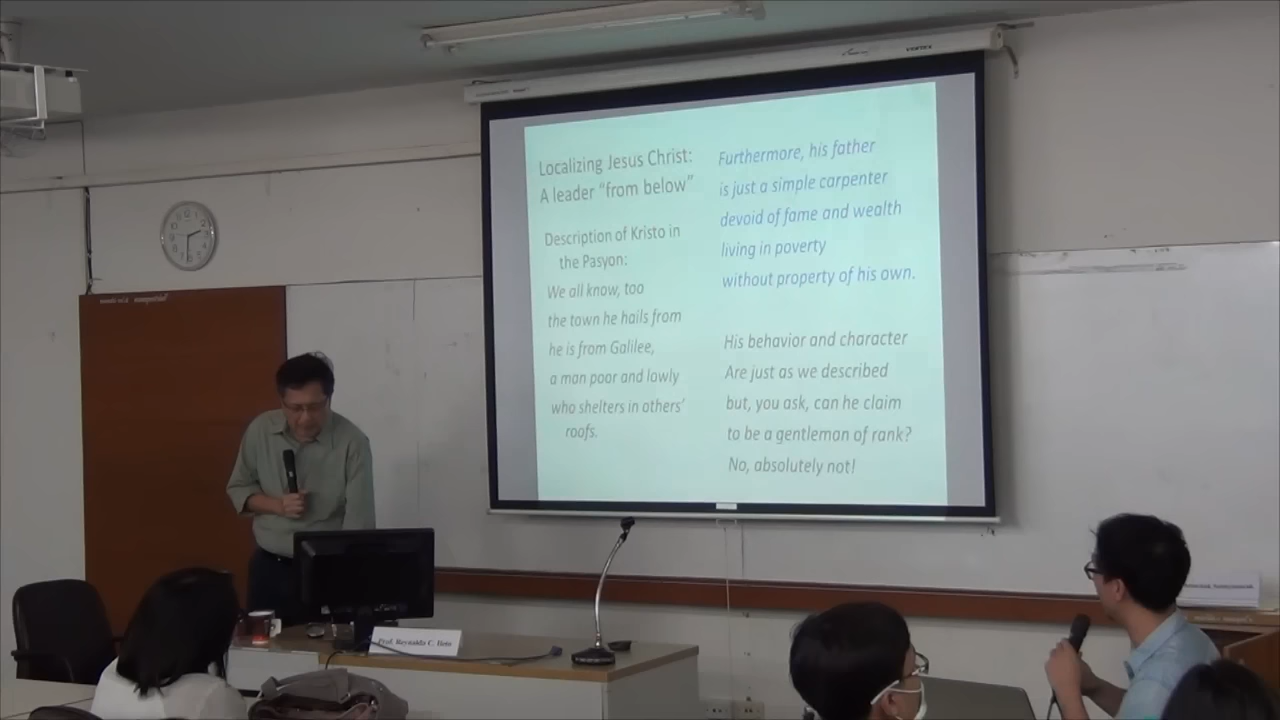 Localizing Jesus Christ:
A leader "from below"
Description of Kristo in
the Pasyon:
We all know, too
the town he hails from
he is from Galilee,
a man poor and lowly
who shelters in others'
roofs.
Furthermore, his father
is just a simple carpenter
devoid of fame and wealth
living in poverty
without property of his own.
His behavior and character
Are just as we described
but, you ask, can he claim
to be a gentleman of rank?
No, absolutely not!
Prof. Reynaldo C. Ileto
VERTEX